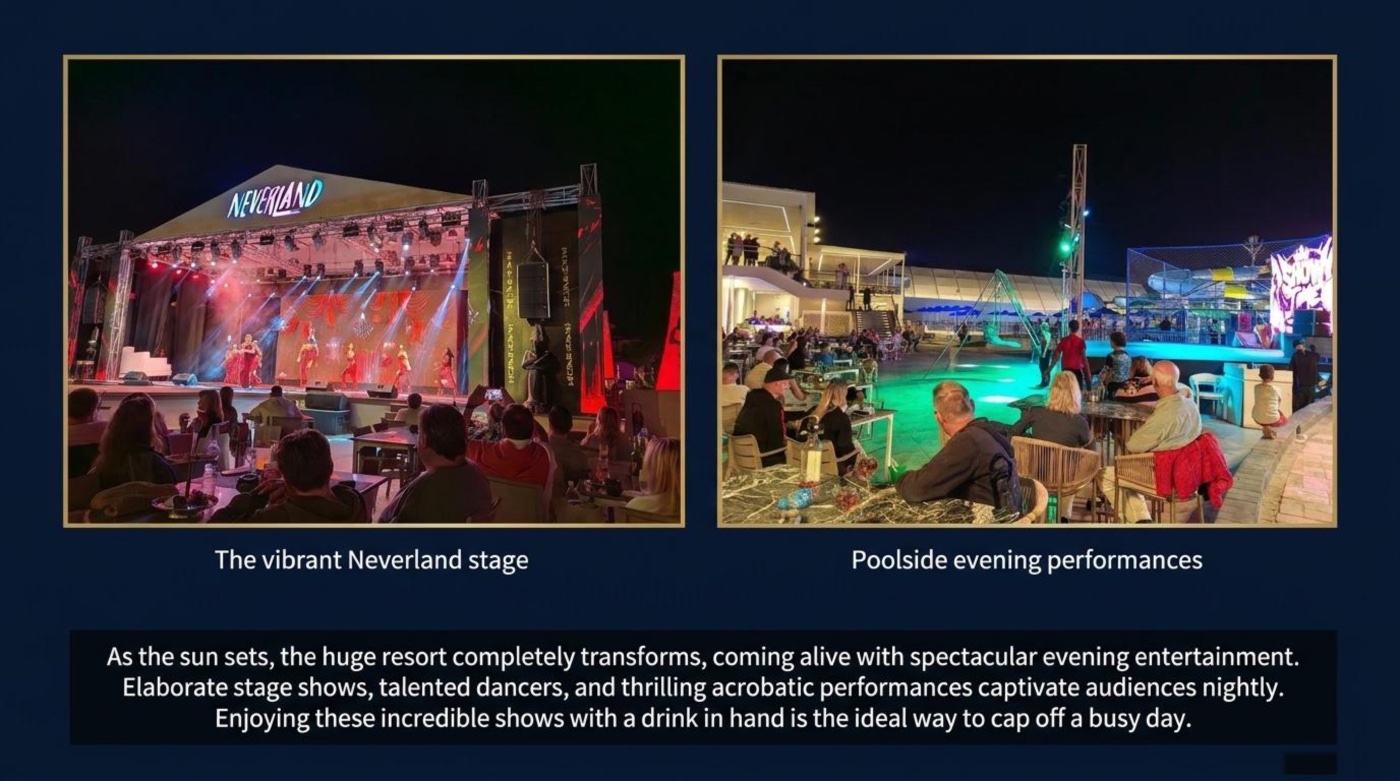 NEVERLAND
The vibrant Neverland stage
Poolside evening performances
As the sun sets, the huge resort completely transforms, coming alive with spectacular evening entertainment.
Elaborate stage shows, talented dancers, and thrilling acrobatic performances captivate audiences nightly.
Enjoying these incredible shows with a drink in hand is the ideal way to cap off a busy day.